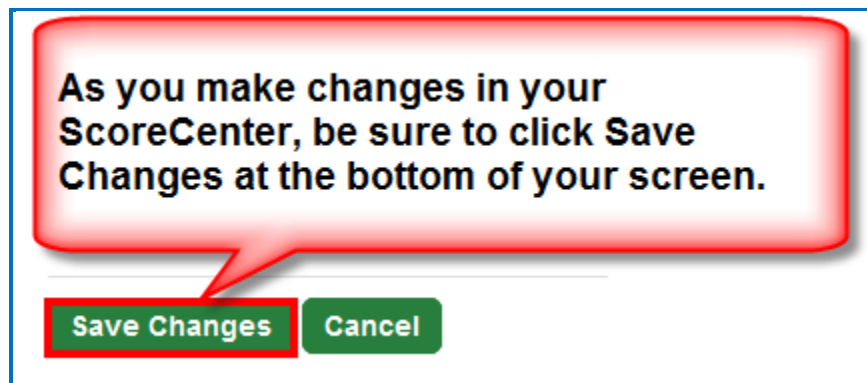 As you make changes in your
ScoreCenter, be sure to click Save
Changes at the bottom of your screen.
Save Changes Cancel